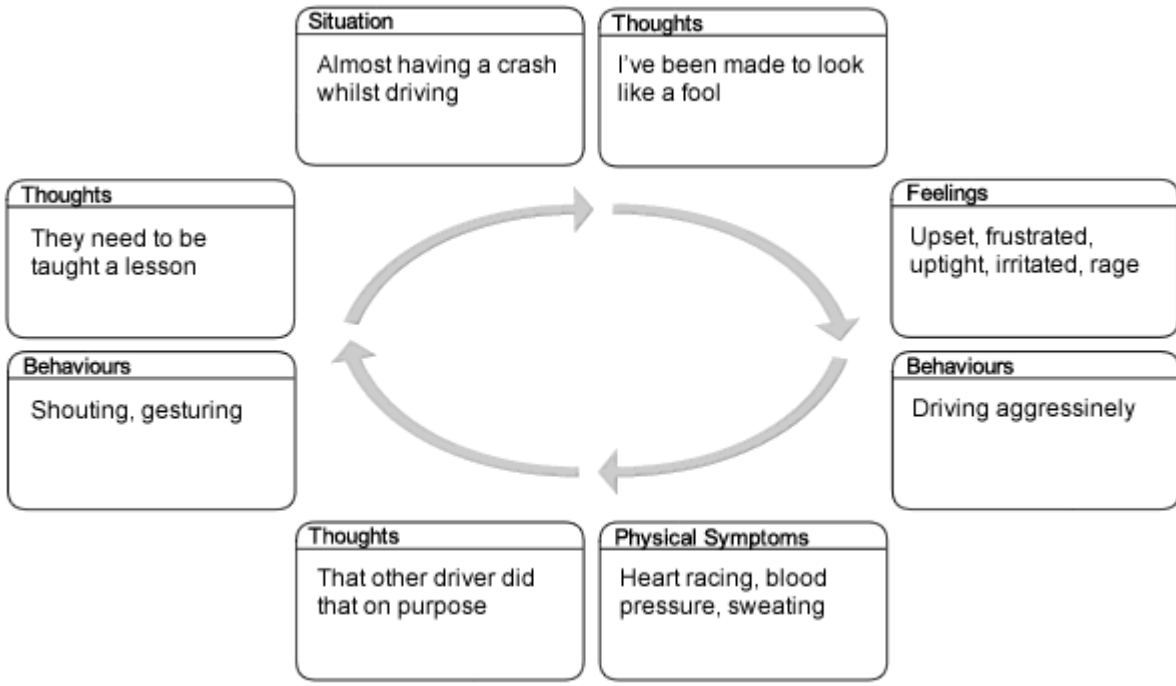 Situation
Almost having a crash
whilst driving
Thoughts
I've been made to look
like a fool
Feelings
Upset, frustrated,
uptight, irritated, rage
Behaviours
Driving aggressinely
Physical Symptoms
Heart racing, blood
pressure, sweating
Thoughts
That other driver did
that on purpose
Behaviours
Shouting, gesturing
Thoughts
They need to be
taught a lesson